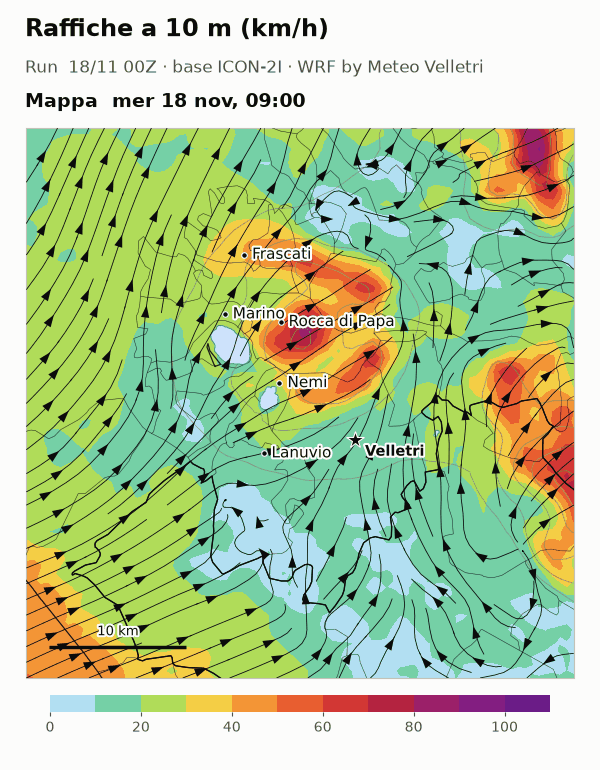 Raffiche a 10 m (km/h)
Run 18/11 00Z · base ICON-2I · WRF by Meteo Velletri
Mappa mer 18 nov, 09:00
Frascati
Marino
Rocca di Papa
Nemi
Velletri
Lanuvio
10 km
0 20 40 60 80 100